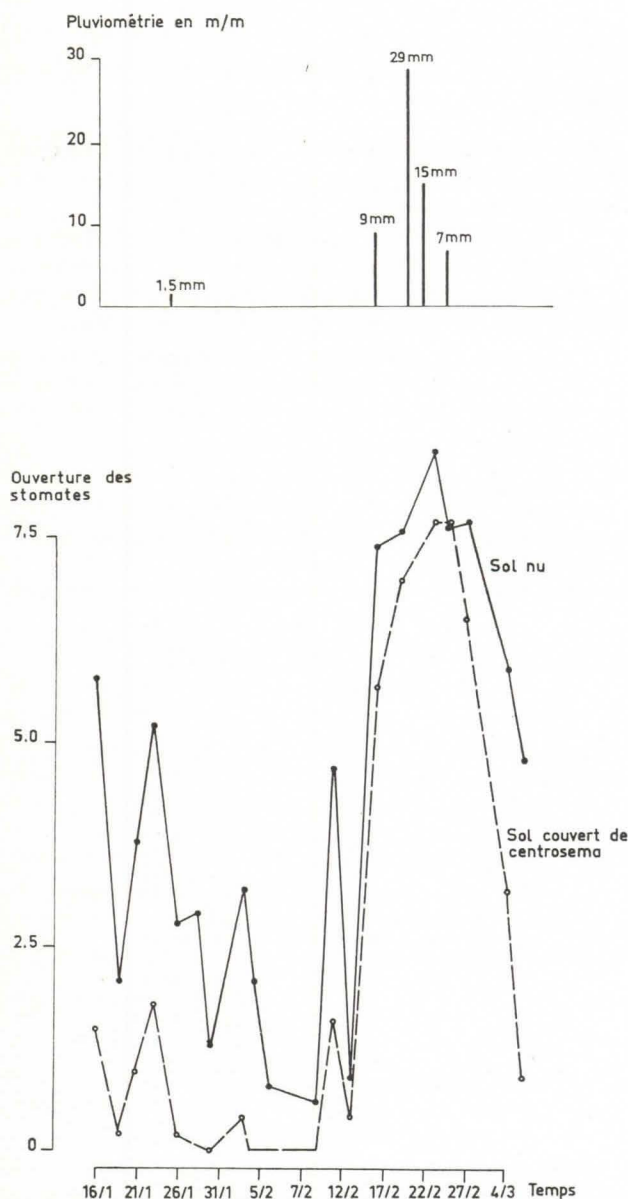 Pluviométrie en m/m
30
20
10
0
1.5mm
9mm
29mm
15mm
7mm
Ouverture des
stomates
7.5
5.0
2.5
0
Sol nu
Sol couvert de
centrosema
16/1 21/1 26/1 31/1 5/2 7/2 12/2 17/2 22/2 27/2 4/3 Temps